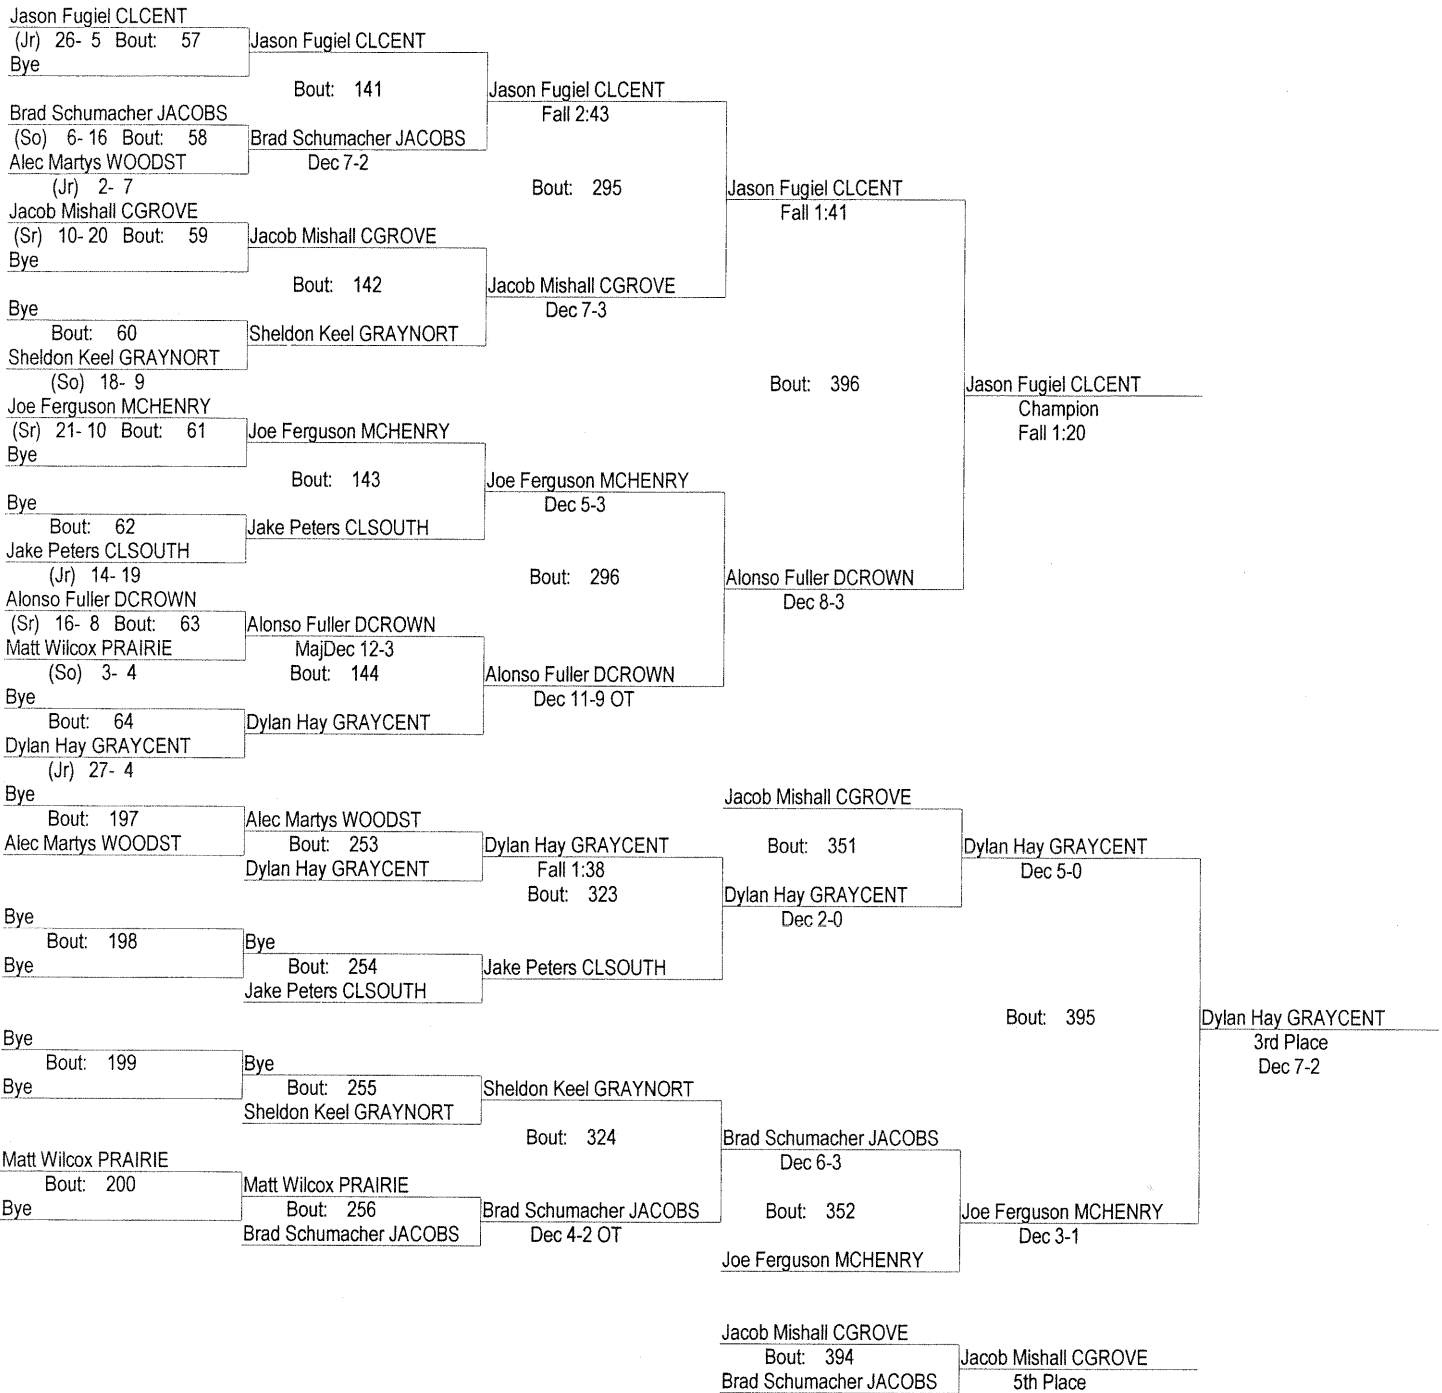 Jason Fugiel CLCENT
(Jr) 26- 5 Bout: 57
Bye
Jason Fugiel CLCENT
Bout: 141
Brad Schumacher JACOBS
(So) 6- 16 Bout: 58
Alec Martys WOODST
(Jr) 2- 7
Brad Schumacher JACOBS
Dec 7-2
Jason Fugiel CLCENT
Fall 2:43
Bout: 295
Jacob Mishall CGROVE
(Sr) 10- 20 Bout: 59
Bye
Jacob Mishall CGROVE
Bout: 142
Bye
Bout: 60
Sheldon Keel GRAYNORT
(So) 18- 9
Sheldon Keel GRAYNORT
Jacob Mishall CGROVE
Dec 7-3
Jason Fugiel CLCENT
Fall 1:41
Bout: 396
Jason Fugiel CLCENT
Champion
Fall 1:20
Joe Ferguson MCHENRY
(Sr) 21- 10 Bout: 61
Bye
Joe Ferguson MCHENRY
Bout: 143
Bye
Bout: 62
Jake Peters CLSOUTH
(Jr) 14- 19
Jake Peters CLSOUTH
Joe Ferguson MCHENRY
Dec 5-3
Bout: 296
Alonso Fuller DCROWN
(Sr) 16- 8 Bout: 63
Matt Wilcox PRAIRIE
(So) 3- 4
Alonso Fuller DCROWN
MajDec 12-3
Bout: 144
Bye
Bout: 64
Dylan Hay GRAYCENT
(Jr) 27- 4
Dylan Hay GRAYCENT
Alonso Fuller DCROWN
Dec 11-9 OT
Alonso Fuller DCROWN
Dec 8-3
Bye
Bout: 197
Alec Martys WOODST
Alec Martys WOODST
Bout: 253
Dylan Hay GRAYCENT
Dylan Hay GRAYCENT
Fall 1:38
Bout: 323
Bye
Bout: 198
Bye
Bye
Bout: 254
Jake Peters CLSOUTH
Jake Peters CLSOUTH
Jacob Mishall CGROVE
Bout: 351
Dylan Hay GRAYCENT
Dec 2-0
Dylan Hay GRAYCENT
Dec 5-0
Bout: 395
Dylan Hay GRAYCENT
3rd Place
Dec 7-2
Bye
Bout: 199
Bye
Bye
Bout: 255
Sheldon Keel GRAYNORT
Sheldon Keel GRAYNORT
Bout: 324
Matt Wilcox PRAIRIE
Bout: 200
Bye
Matt Wilcox PRAIRIE
Bout: 256
Brad Schumacher JACOBS
Brad Schumacher JACOBS
Dec 4-2 OT
Brad Schumacher JACOBS
Dec 6-3
Bout: 352
Joe Ferguson MCHENRY
Joe Ferguson MCHENRY
Dec 3-1
Jacob Mishall CGROVE
Bout: 394
Brad Schumacher JACOBS
Jacob Mishall CGROVE
5th Place